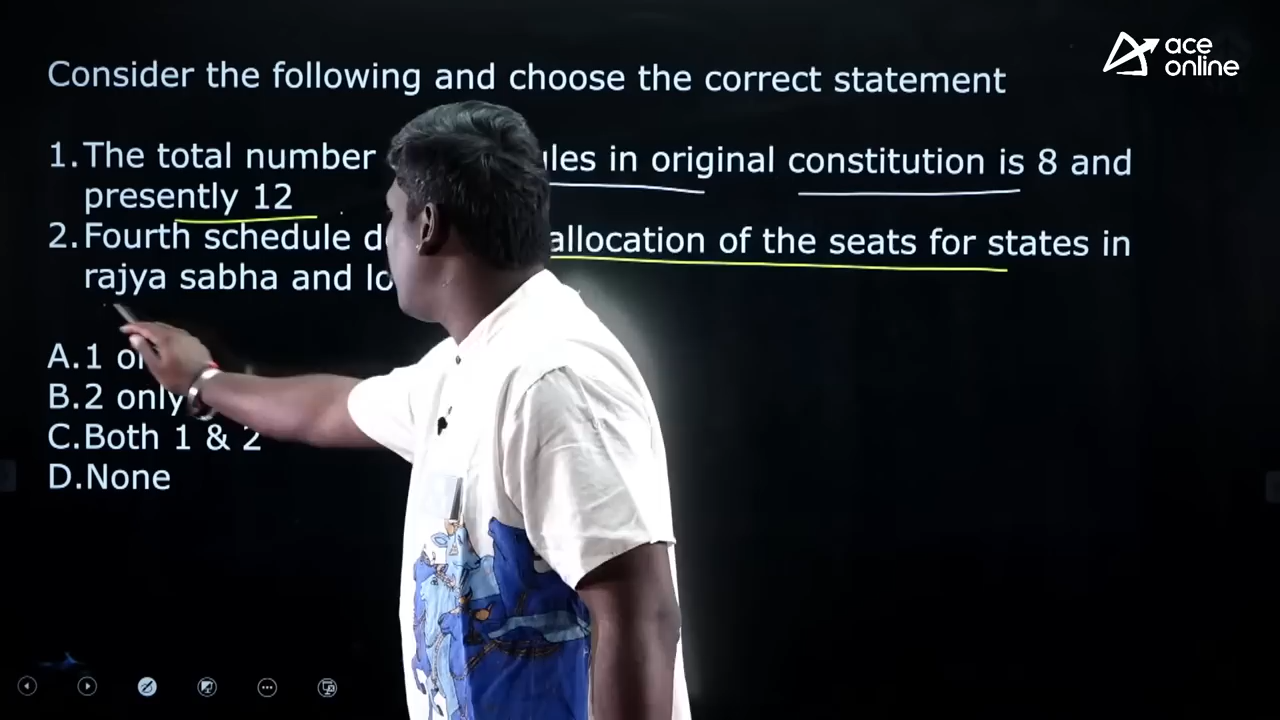 ace
online
Consider the following and choose the correct statement
1. The total number ules in original constitution is 8 and
presently 12
2. Fourth schedule d allocation of the seats for states in
rajya sabha and lo
A. 1 o
B. 2 only
C. Both 1 & 2
D. None